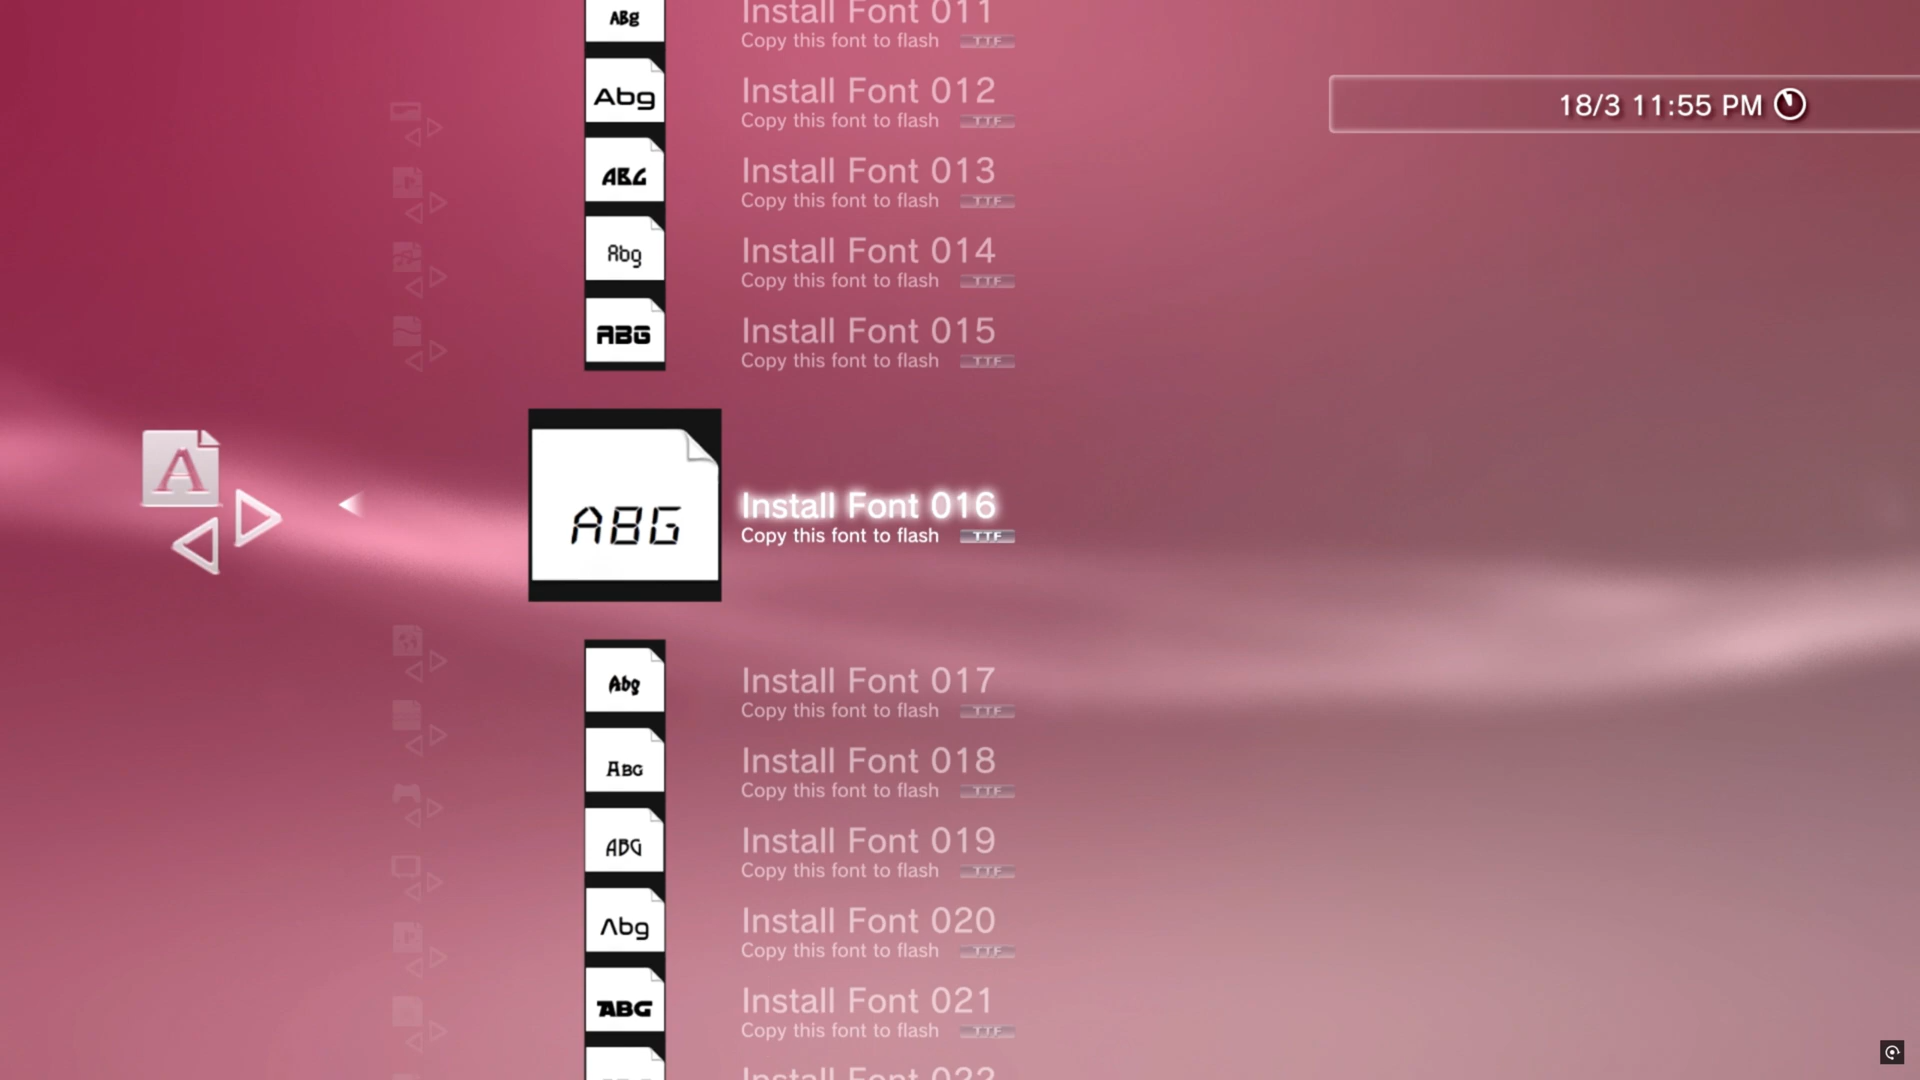 ABg
Install Font 011
Copy this font to flash TTF
Abg
Install Font 012
Copy this font to flash TTF
18/3 11:55 PM
ABG
Install Font 013
Copy this font to flash TTF
Abg
Install Font 014
Copy this font to flash TTF
ABG
Install Font 015
Copy this font to flash TTF
A
ABG
Install Font 016
Copy this font to flash TTF
Abg
Install Font 017
Copy this font to flash TTF
ABG
Install Font 018
Copy this font to flash TTF
ABG
Install Font 019
Copy this font to flash TTF
Abg
Install Font 020
Copy this font to flash TTF
ABG
Install Font 021
Copy this font to flash TTF
Install Font 022